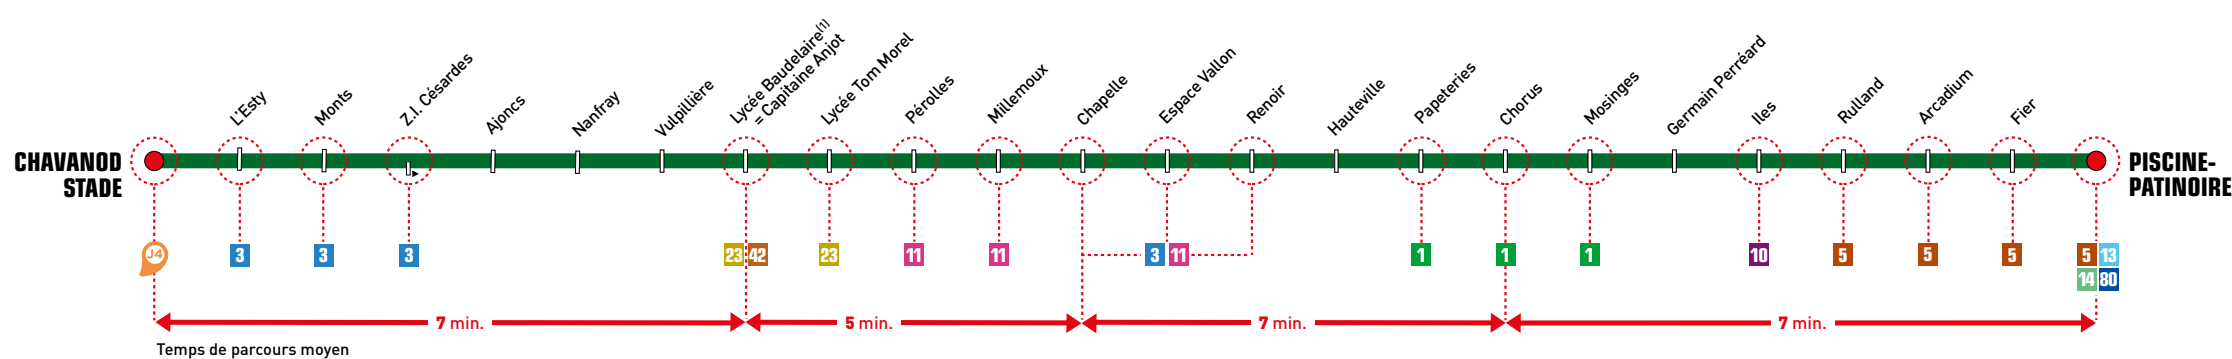 CHAVANOD
STADE
L'Esty
Monts
Z.I. Césardes
Ajoncs
Nanfray
Vulpillière
Lycée Baudelaire(1)
= Capitaine Anjot
Lycée Tom Morel
Pérolles
Millemoux
Chapelle
Espace Vallon
Renoir
Hauteville
Papeteries
Chorus
Mosinges
Germain Perréard
Iles
Rulland
Arcadium
Fier
PISCINE-
PATINOIRE
J4
3
3
3
23 42
23
11
11
3 11
1
1
1
10
5
5
5
5 13
14 80
7 min.
5 min.
7 min.
7 min.
Temps de parcours moyen